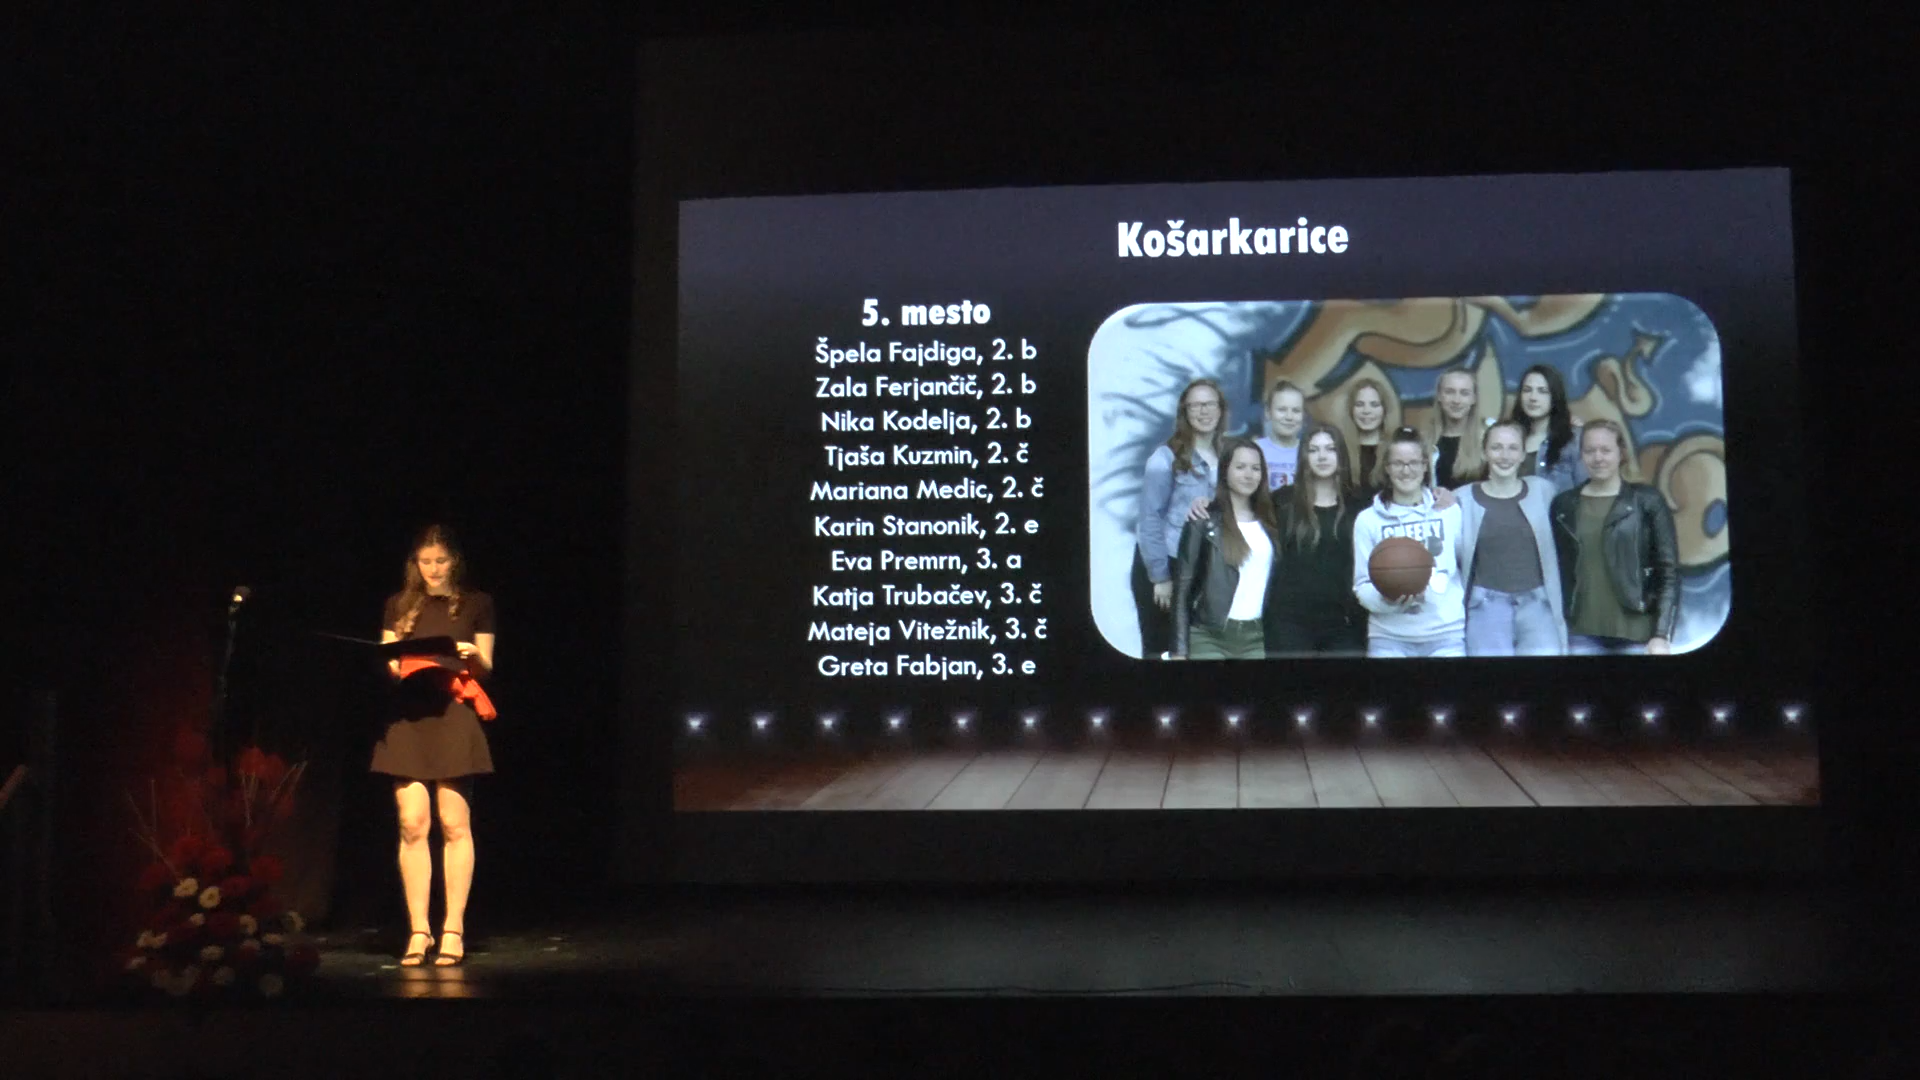 Košarkarice
5. mesto
Špela Fajdiga, 2. b
Zala Ferjančič, 2. b
Nika Kodelja, 2. b
Tjaša Kuzmin, 2. č
Mariana Medic, 2. č
Karin Stanonik, 2. e
Eva Premrn, 3. a
Katja Trubačev, 3. č
Mateja Vitežnik, 3. č
Greta Fabjan, 3. e
CHEEKY